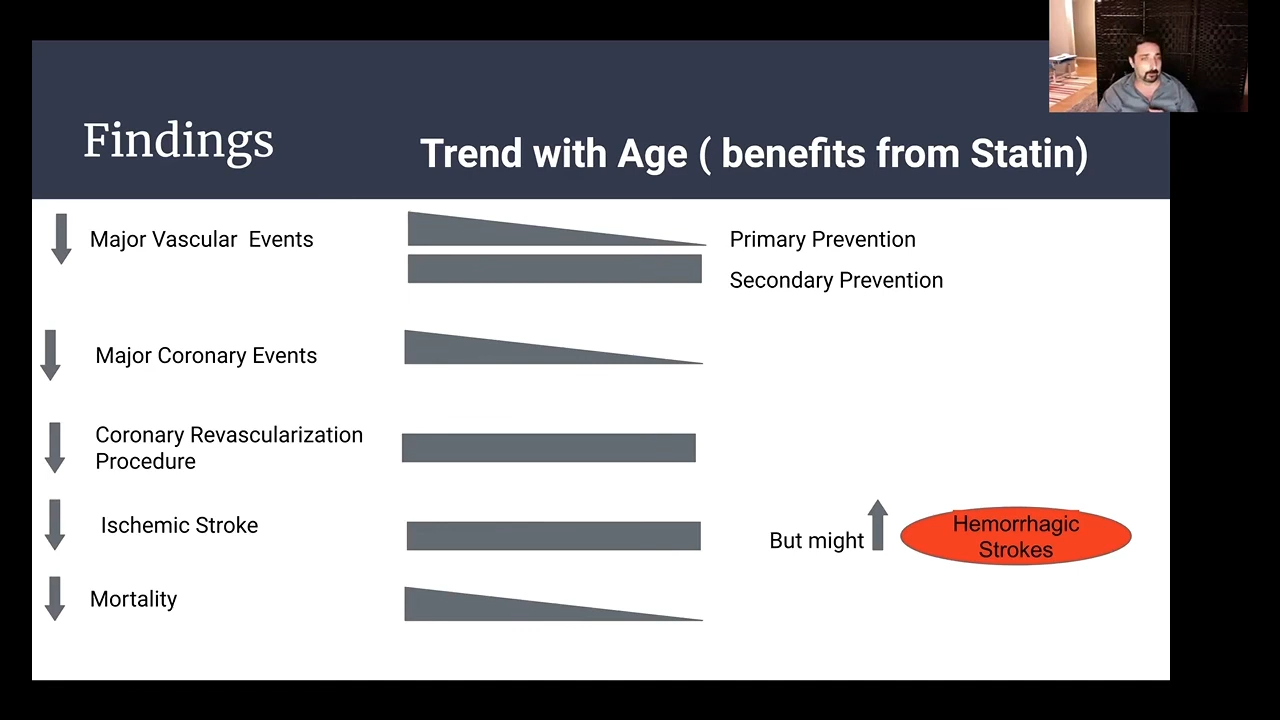 Findings
Trend with Age ( benefits from Statin)
Major Vascular Events
Primary Prevention
Secondary Prevention
Major Coronary Events
Coronary Revascularization
Procedure
Ischemic Stroke
But might
Hemorrhagic
Strokes
Mortality